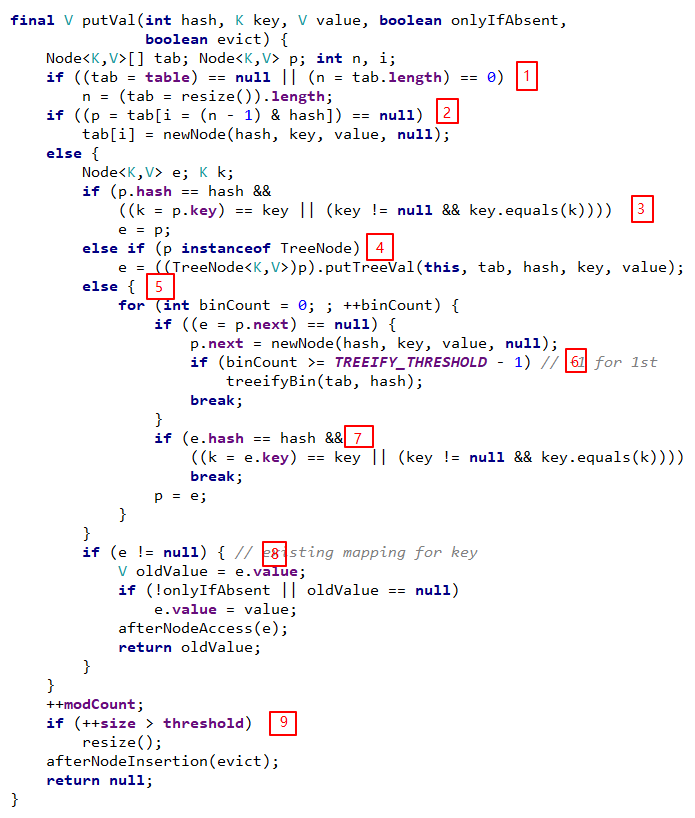 final V putVal(int hash, K key, V value, boolean onlyIfAbsent,
               boolean evict) {
    Node<K,V>[] tab; Node<K,V> p; int n, i;
    if ((tab = table) == null || (n = tab.length) == 0) 1
        n = (tab = resize()).length;
    if ((p = tab[i = (n - 1) & hash]) == null) 2
        tab[i] = newNode(hash, key, value, null);
    else {
        Node<K,V> e; K k;
        if (p.hash == hash &&
            ((k = p.key) == key || (key != null && key.equals(k)))) 3
            e = p;
        else if (p instanceof TreeNode) 4
            e = ((TreeNode<K,V>)p).putTreeVal(this, tab, hash, key, value);
        else { 5
            for (int binCount = 0; ; ++binCount) {
                if ((e = p.next) == null) {
                    p.next = newNode(hash, key, value, null);
                    if (binCount >= TREEIFY_THRESHOLD - 1) // 6 1 for 1st
                        treeifyBin(tab, hash);
                    break;
                }
                if (e.hash == hash && 7
                    ((k = e.key) == key || (key != null && key.equals(k))))
                    break;
                p = e;
            }
        }
        if (e != null) { // existing mapping for key 8
            V oldValue = e.value;
            if (!onlyIfAbsent || oldValue == null)
                e.value = value;
            afterNodeAccess(e);
            return oldValue;
        }
    }
    ++modCount;
    if (++size > threshold) 9
        resize();
    afterNodeInsertion(evict);
    return null;
}